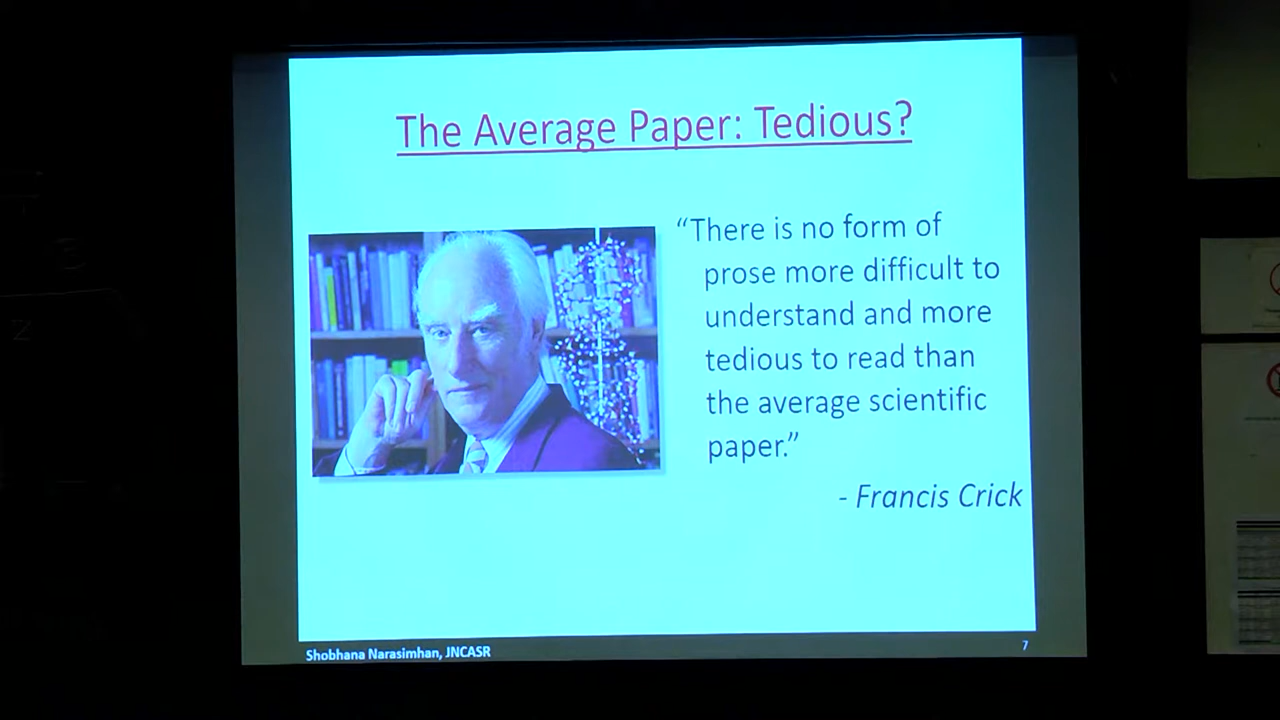 The Average Paper: Tedious?
“There is no form of
prose more difficult to
understand and more
tedious to read than
the average scientific
paper.”
- Francis Crick
Shobhana Narasimhan, JNCASR
7